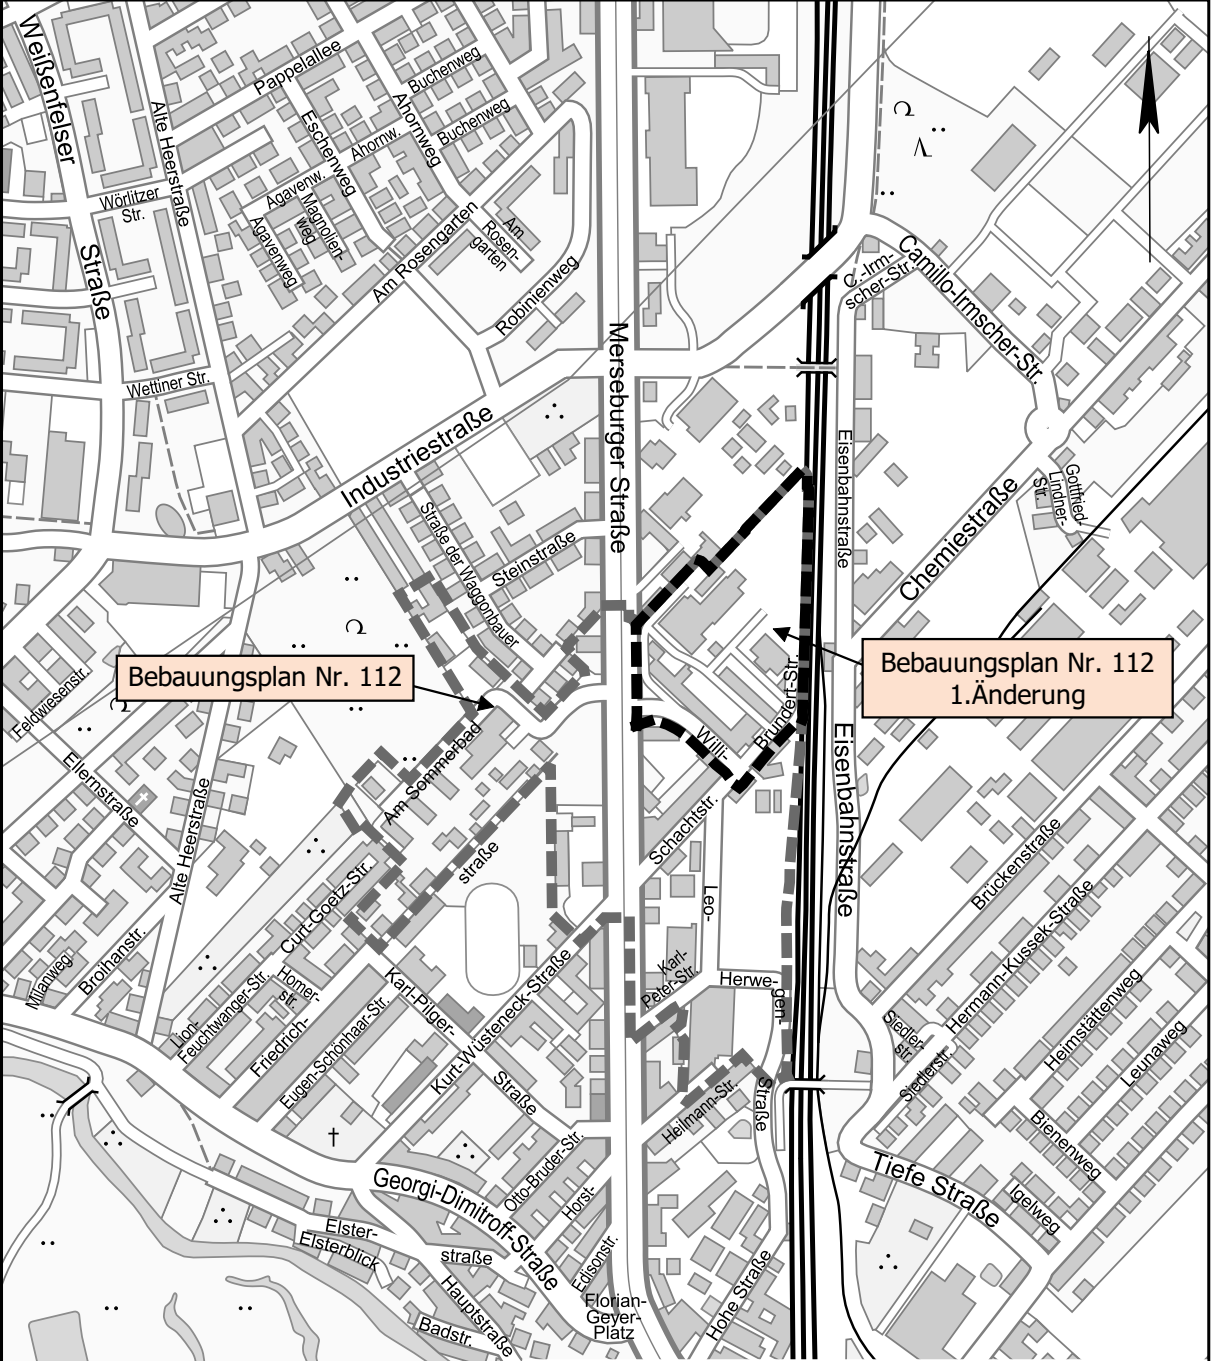 Weißenfelser
Straße
Alte Heerstraße
Pappelallee
Buchenweg
Ahornweg
Buchenweg
Eschenweg
Ahornw.
Agavenw.
Magnolien-
weg
Agavenweg
Wörlitzer
Str.
Am Rosengarten
Am
Rosen-
garten
Robinienweg
Wettiner Str.
Industriestraße
Merseburger Straße
C.-Irm-
scher-Str.
Camillo-Irmscher-Str.
Eisenbahnstraße
Chemiestraße
Gottfried-
Lindner-
Str.
Straße der Waggonbauer
Steinstraße
Bebauungsplan Nr. 112
Bebauungsplan Nr. 112
1.Änderung
Feldwiesenstr.
Ellernstraße
Alte Heerstraße
Am Sommerbad
Willi-
Brundert-Str.
Eisenbahnstraße
Schachtstr.
straße
Curt-Goetz-Str.
Leo-
Herwe-
gen-
Straße
Brückenstraße
Hermann-Kussek-Straße
Milanweg
Broihanstr.
Lion-
Feuchtwanger-Str.
Homer-
str.
Friedrich-
Eugen-Schönhaar-Str.
Karl-Pilger-
Straße
Kurt-Wüsteneck-Straße
Karl-
Peter-Str.
Heilmann-Str.
Siedler-
str.
Siedlerstr.
Heimstättenweg
Leunaweg
Bienenweg
Igelweg
Tiefe Straße
Georgi-Dimitroff-Straße
Otto-Bruder-Str.
Horst-
Edisonstr.
Elster-
straße
Elsterblick
Hauptstraße
Badstr.
Florian-
Geyer-
Platz
Hohe Straße